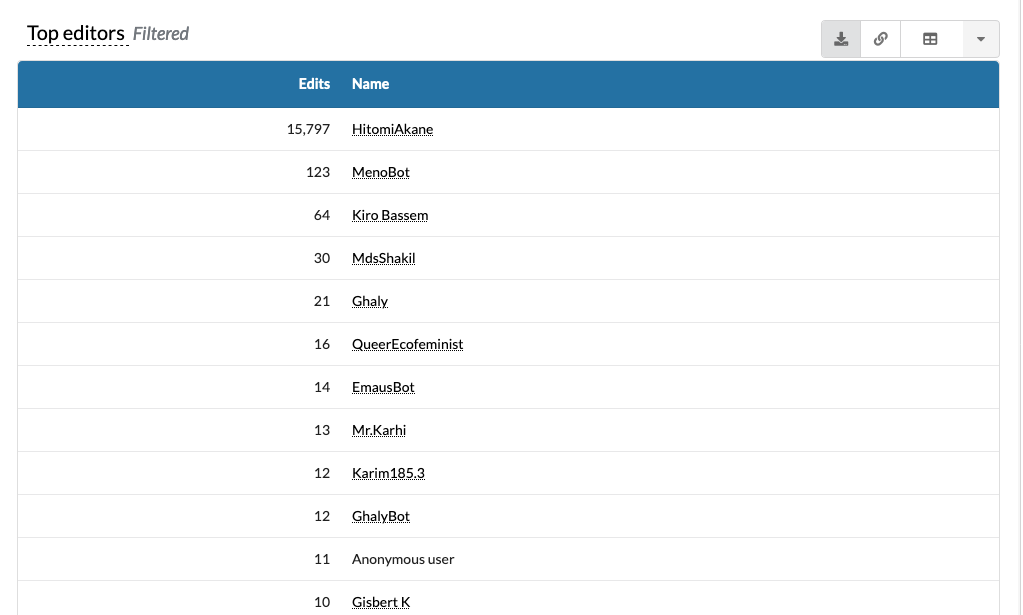 Top editors Filtered
Edits Name
15,797 HitomiAkane
123 MenoBot
64 Kiro Bassem
30 MdsShakil
21 Ghaly
16 QueerEcofeminist
14 EmausBot
13 Mr.Karhi
12 Karim185.3
12 GhalyBot
11 Anonymous user
10 Gisbert K